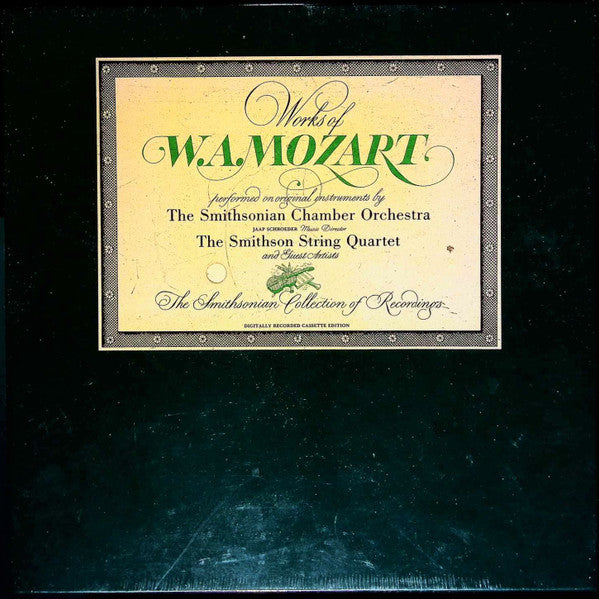 Works of
W.A.MOZART
performed on original instruments by
The Smithsonian Chamber Orchestra
JAAP SCHROEDER Music Director
The Smithson String Quartet
and Guest Artists
The Smithsonian Collection of Recordings
DIGITALLY RECORDED CASSETTE EDITION